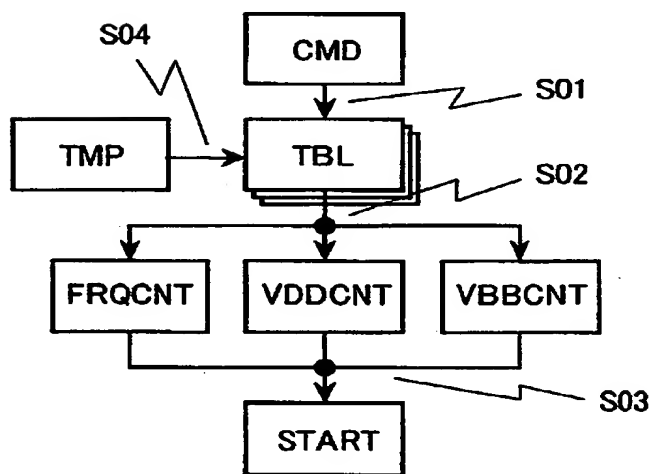 S04
CMD
S01
TMP
TBL
S02
FRQCNT
VDDCNT
VBBCNT
S03
START